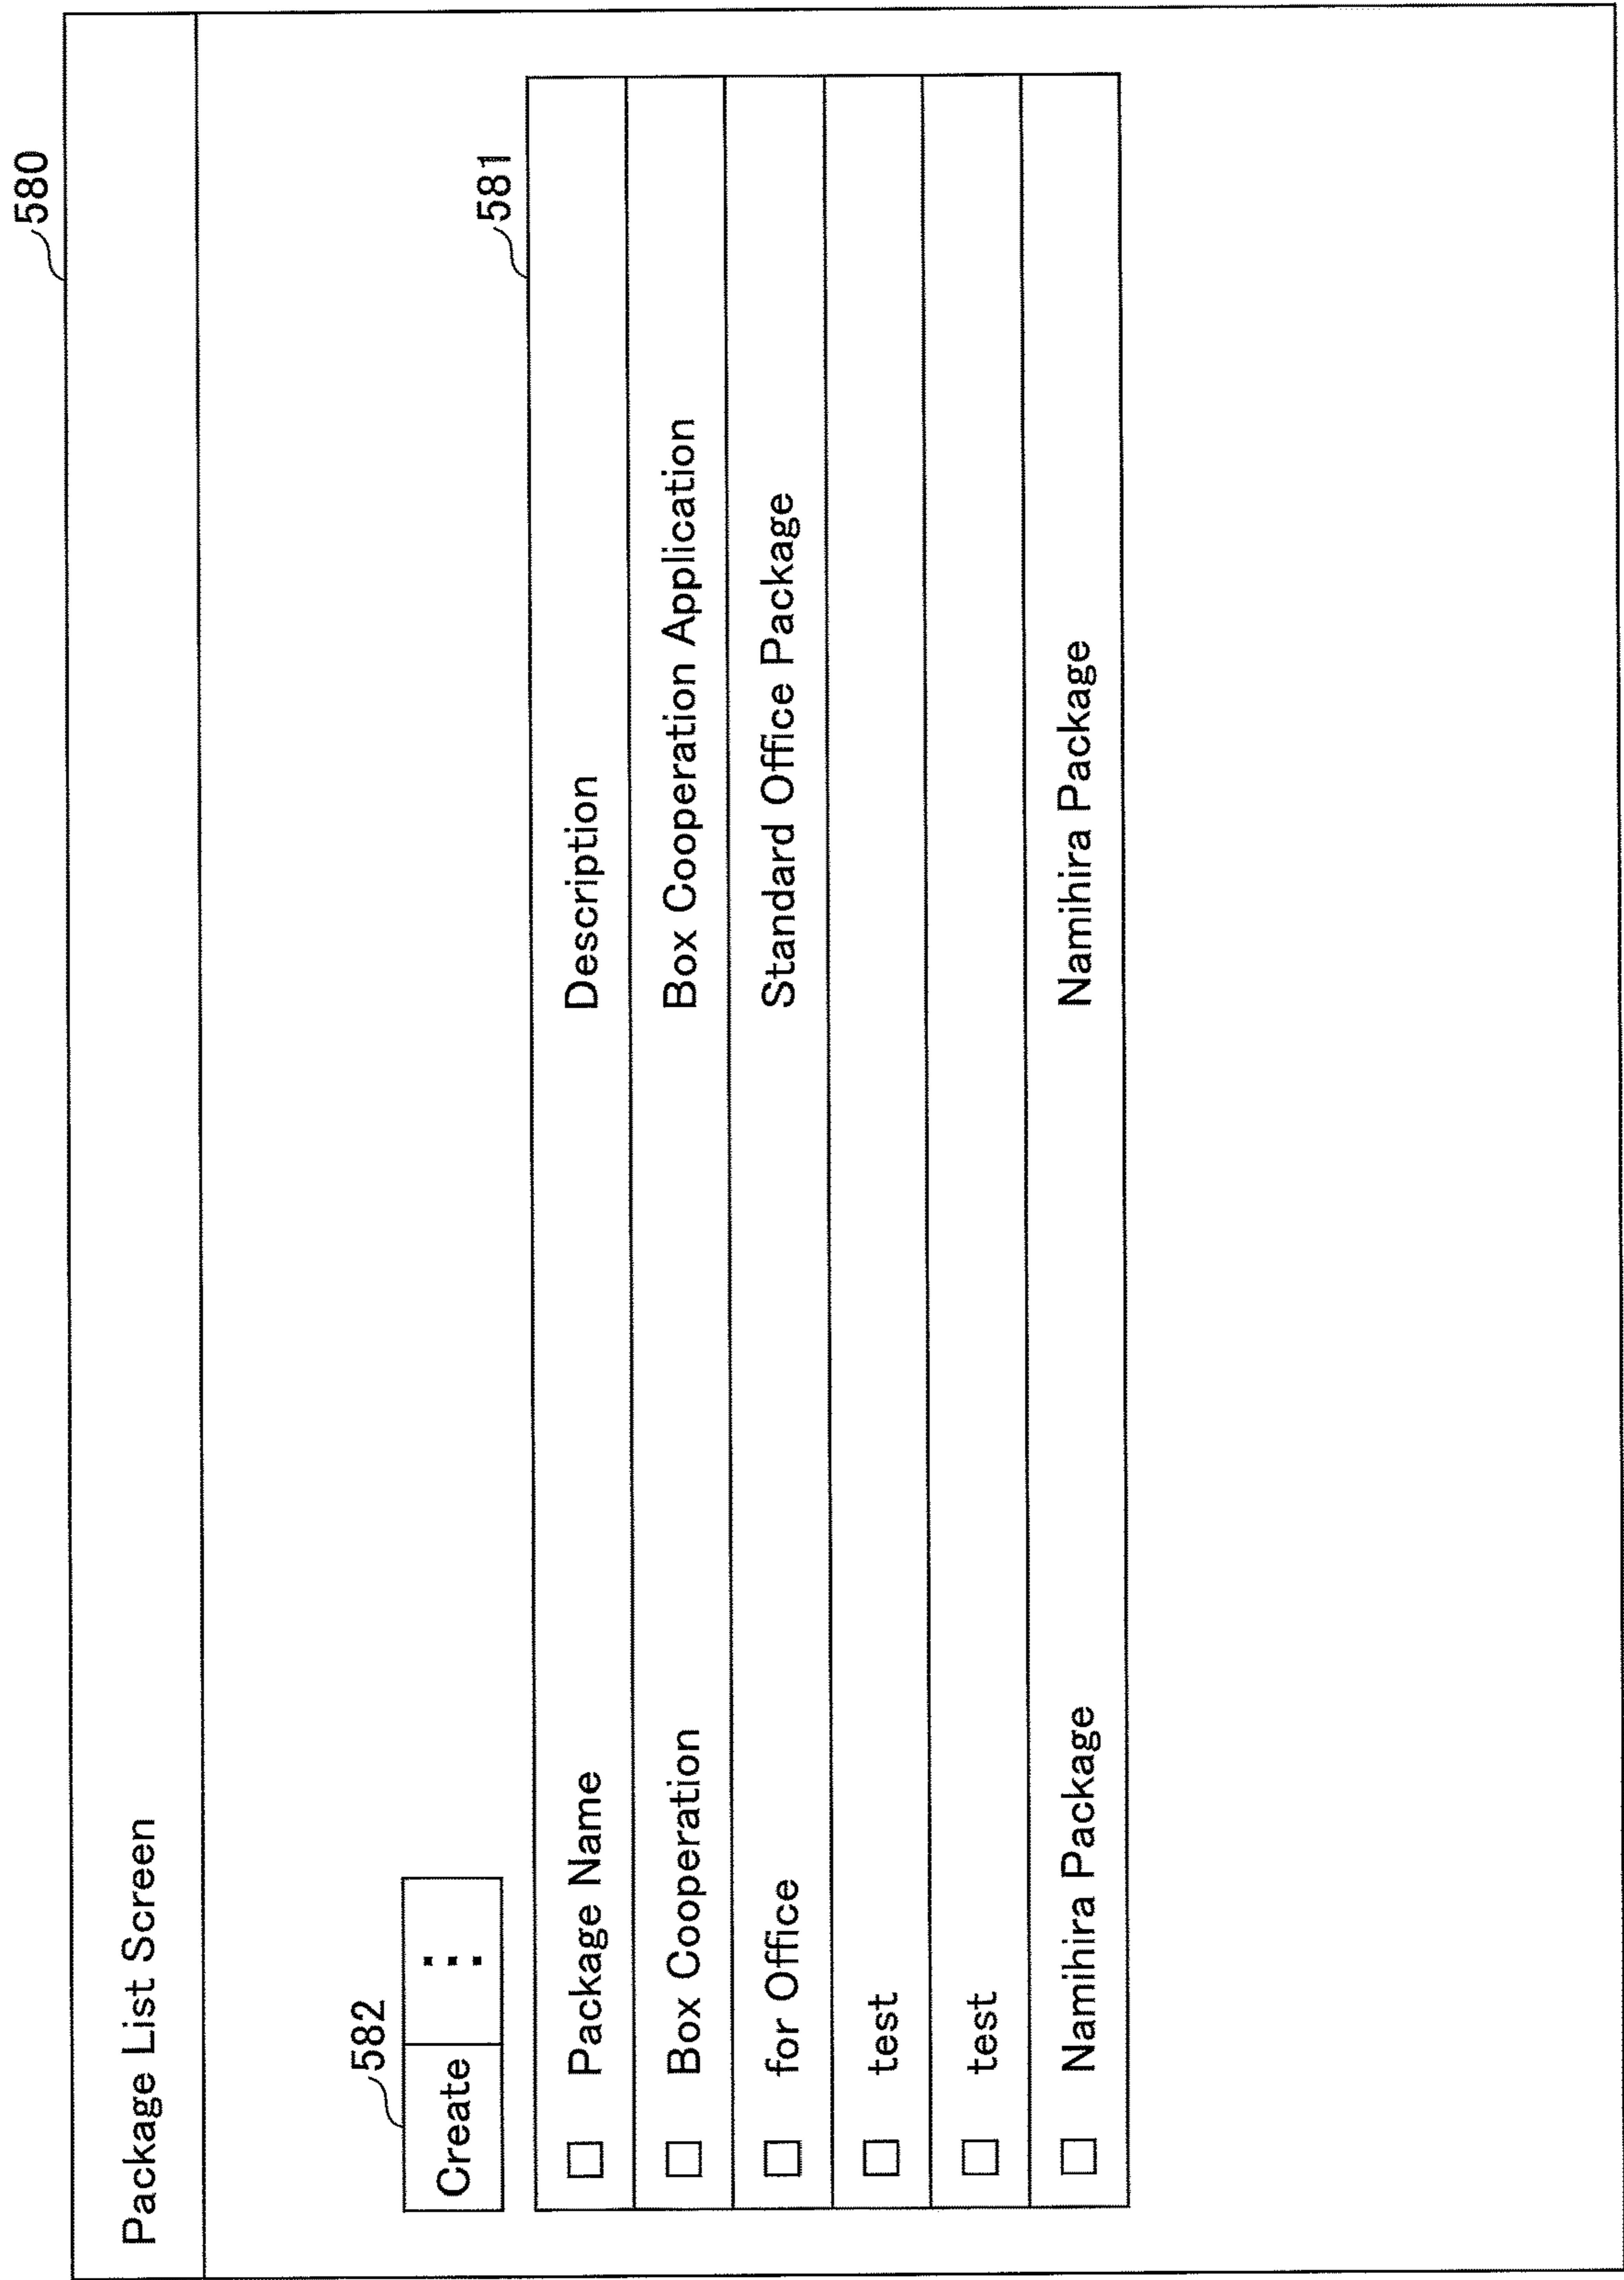 580
Package List Screen
582
Create ...
581
Package Name Description
Box Cooperation Box Cooperation Application
for Office Standard Office Package
test
test
Namihira Package Namihira Package